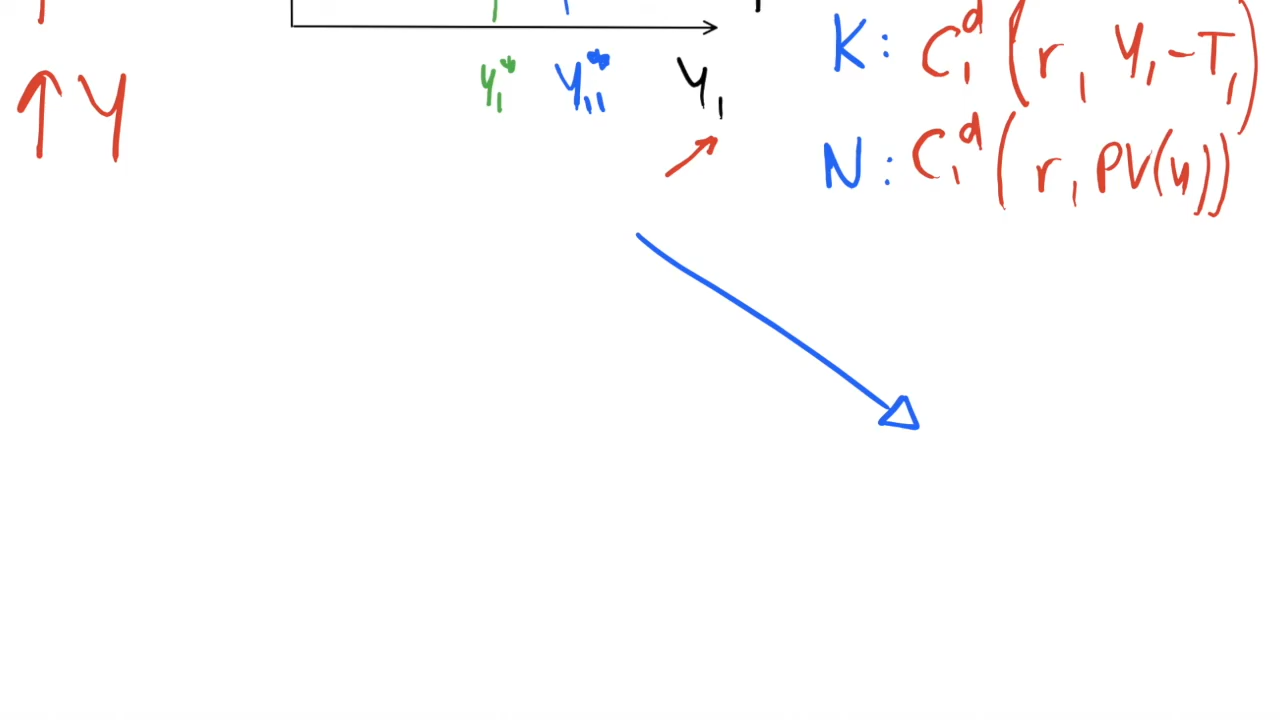 K: C₁ᵈ (r, Y₁ - T₁)
↑ Y
y₁* y₁₁* Y₁
N: C₁ᵈ (r, PV(y))